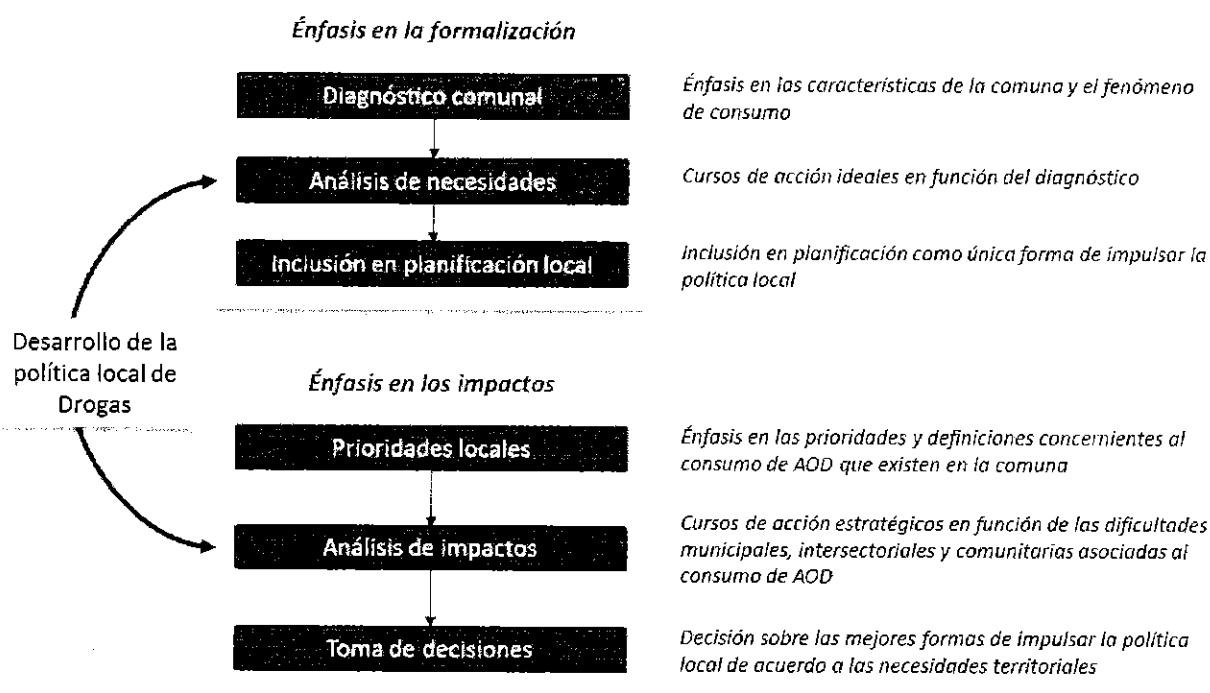 Énfasis en la formalización
Diagnóstico comunal
Énfasis en las características de la comuna y el fenómeno
de consumo
Análisis de necesidades
Cursos de acción ideales en función del diagnóstico
Inclusión en planificación local
Inclusión en planificación como única forma de impulsar la
política local
Desarrollo de la
política local de
Drogas
Énfasis en los impactos
Prioridades locales
Énfasis en las prioridades y definiciones concernientes al
consumo de AOD que existen en la comuna
Análisis de impactos
Cursos de acción estratégicos en función de las dificultades
municipales, intersectoriales y comunitarias asociadas al
consumo de AOD
Toma de decisiones
Decisión sobre las mejores formas de impulsar la política
local de acuerdo a las necesidades territoriales